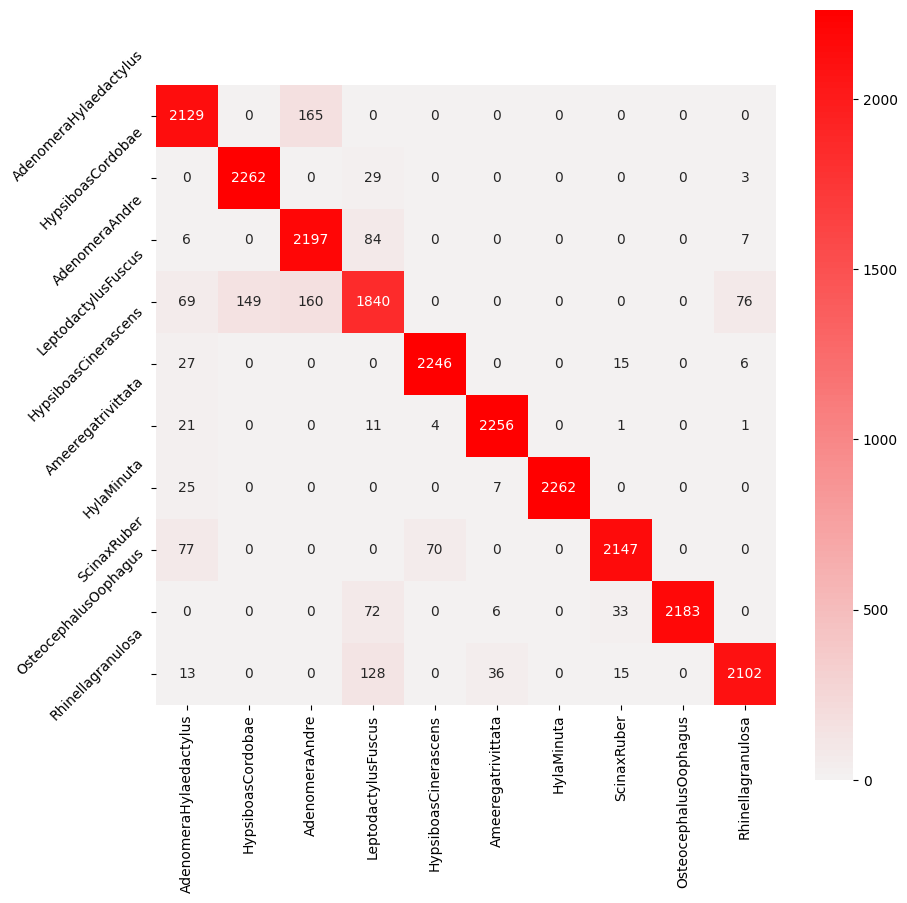 AdenomeraHylaedactylus 2129 0 165 0 0 0 0 0 0 0
HypsiboasCordobae 0 2262 0 29 0 0 0 0 0 3
AdenomeraAndre 6 0 2197 84 0 0 0 0 0 7
LeptodactylusFuscus 69 149 160 1840 0 0 0 0 0 76
HypsiboasCinerascens 27 0 0 0 2246 0 0 15 0 6
Ameeregatrivittata 21 0 0 11 4 2256 0 1 0 1
HylaMinuta 25 0 0 0 0 7 2262 0 0 0
ScinaxRuber 77 0 0 0 70 0 0 2147 0 0
OsteocephalusOophagus 0 0 0 72 0 6 0 33 2183 0
Rhinellagranulosa 13 0 0 128 0 36 0 15 0 2102
AdenomeraHylaedactylus
HypsiboasCordobae
AdenomeraAndre
LeptodactylusFuscus
HypsiboasCinerascens
Ameeregatrivittata
HylaMinuta
ScinaxRuber
OsteocephalusOophagus
Rhinellagranulosa
2000
1500
1000
500
0